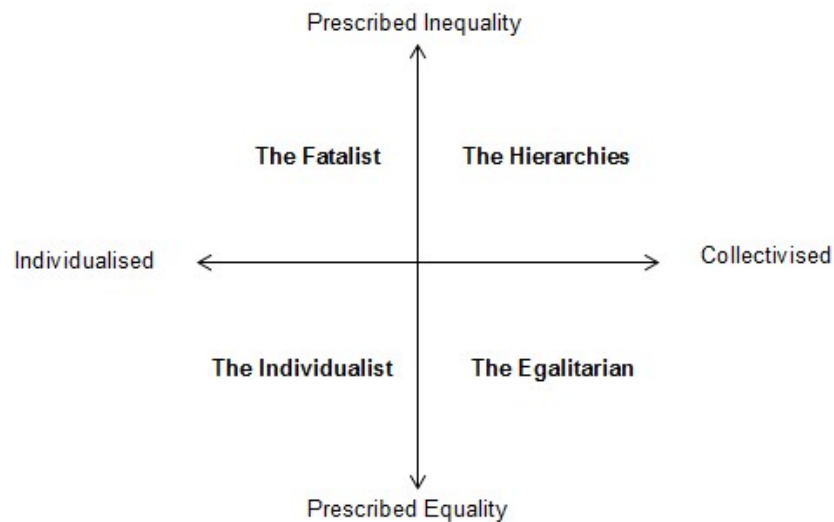 Prescribed Inequality
The Fatalist
The Hierarchies
Individualised
Collectivised
The Individualist
The Egalitarian
Prescribed Equality